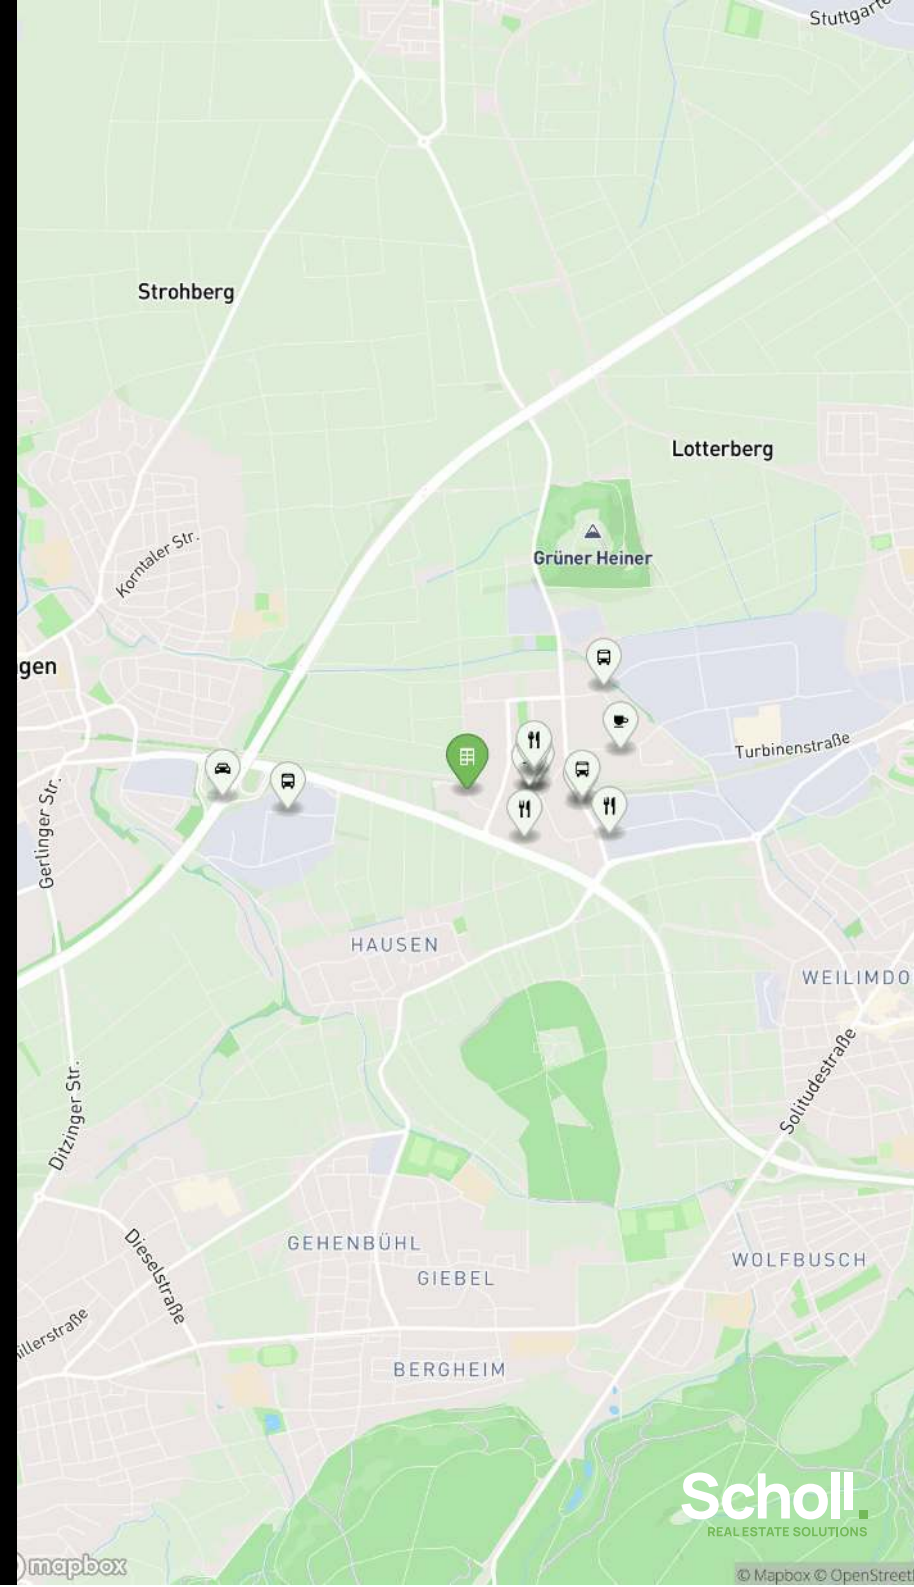 Stuttgarte
Strohberg
Lotterberg
Korntaler Str.
Grüner Heiner
gen
Turbinenstraße
Gerlinger Str.
HAUSEN
WEILIMDO
Solitudestraße
Ditzinger Str.
Dieselstraße
GEHENBÜHL
GIEBEL
WOLFBUSCH
illerstraße
BERGHEIM
Scholl.
REAL ESTATE SOLUTIONS
mapbox
© Mapbox © OpenStreet